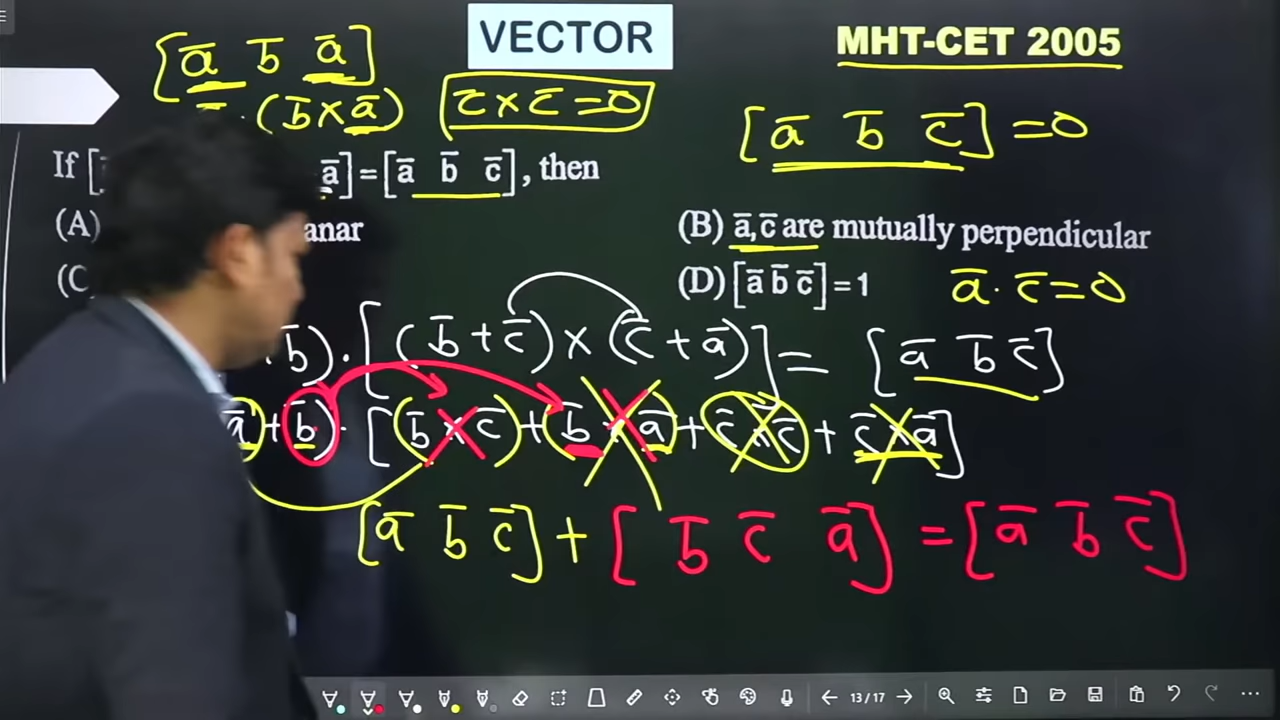 VECTOR
MHT-CET 2005
[ā b̄ ā]
· (b̄ × ā)
c̄ × c̄ = 0
[ā b̄ c̄] = 0
If [ ā] = [ā b̄ c̄], then
(A) anar
(B) ā, c̄ are mutually perpendicular
(C
(D) [ā b̄ c̄] = 1
ā · c̄ = 0
b̄) · [(b̄ + c̄) × (c̄ + ā)] = [ā b̄ c̄]
ā + b̄) · [(b̄ × c̄) + (b̄ × ā) + (c̄ × c̄) + c̄ × ā]
[ā b̄ c̄] + [b̄ c̄ ā] = [ā b̄ c̄]
13/17